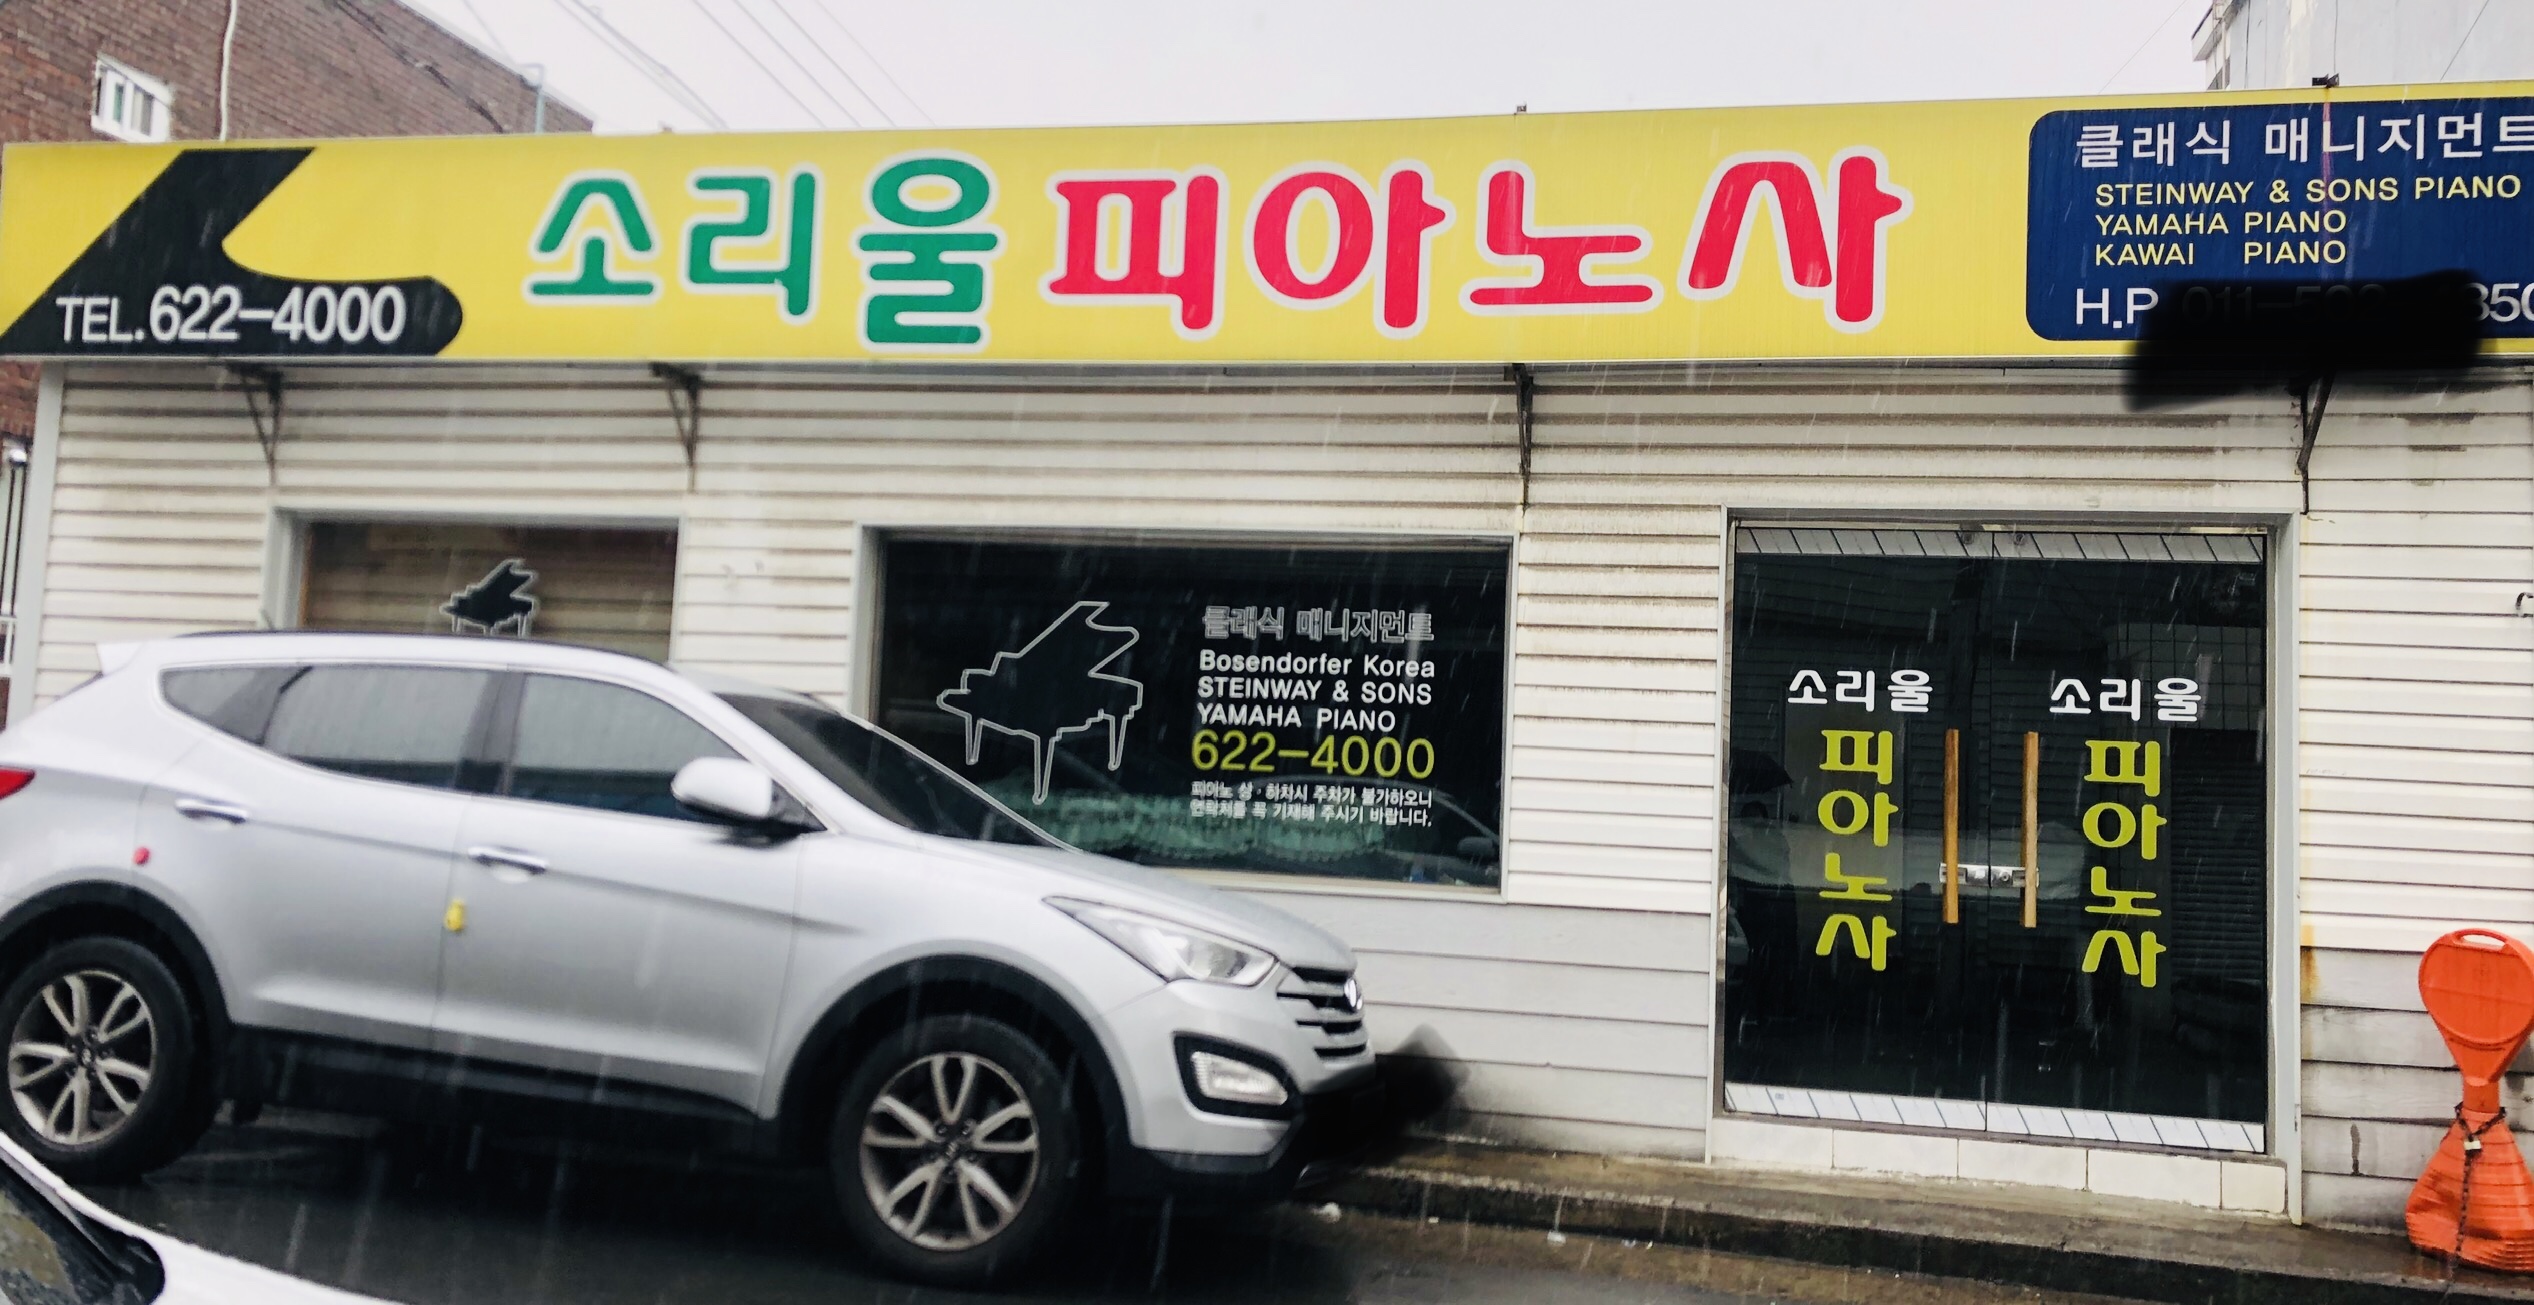 TEL.622-4000
소리울피아노사
클래식 매니지먼트
STEINWAY & SONS PIANO
YAMAHA PIANO
KAWAI PIANO
H.P
클래식 매니지먼트
Bosendorfer Korea
STEINWAY & SONS
YAMAHA PIANO
622-4000
피아노 상·하차시 주차가 불가하오니
연락처를 꼭 기재해 주시기 바랍니다.
소리울
피아노사
소리울
피아노사